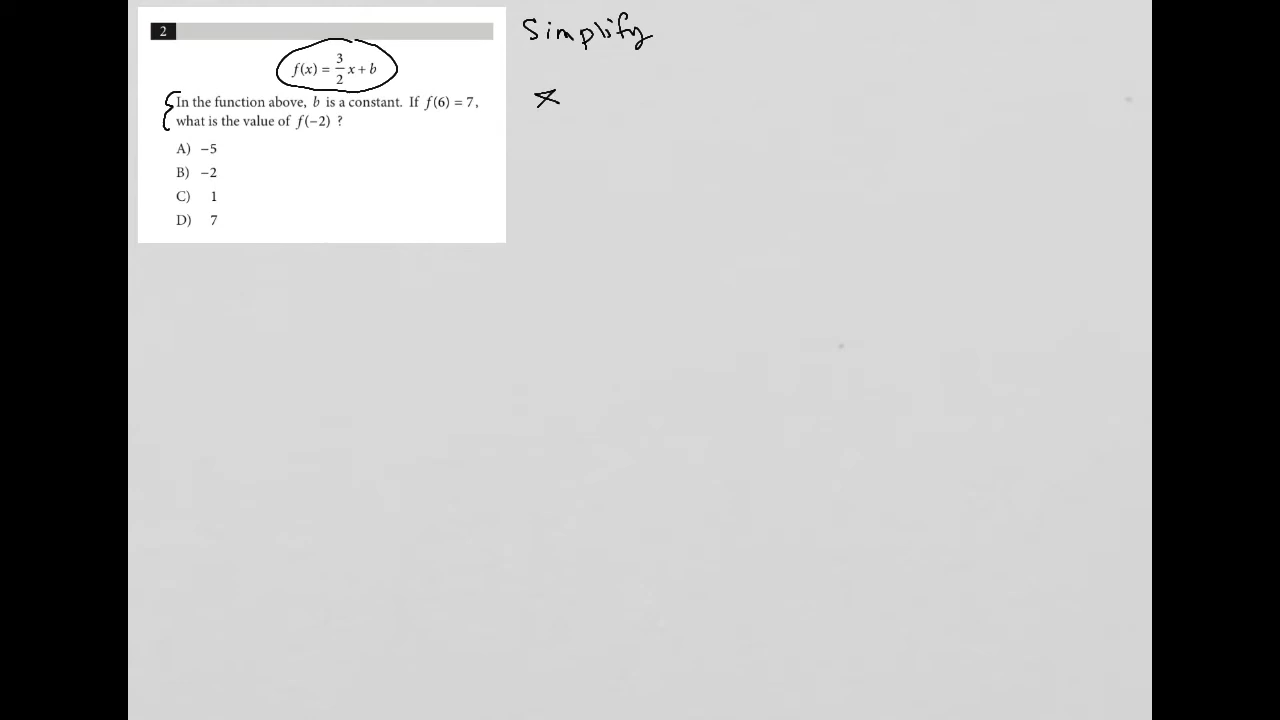 2
f(x) = 3/2 x + b
In the function above, b is a constant. If f(6) = 7,
what is the value of f(−2) ?
A) −5
B) −2
C) 1
D) 7
Simplify